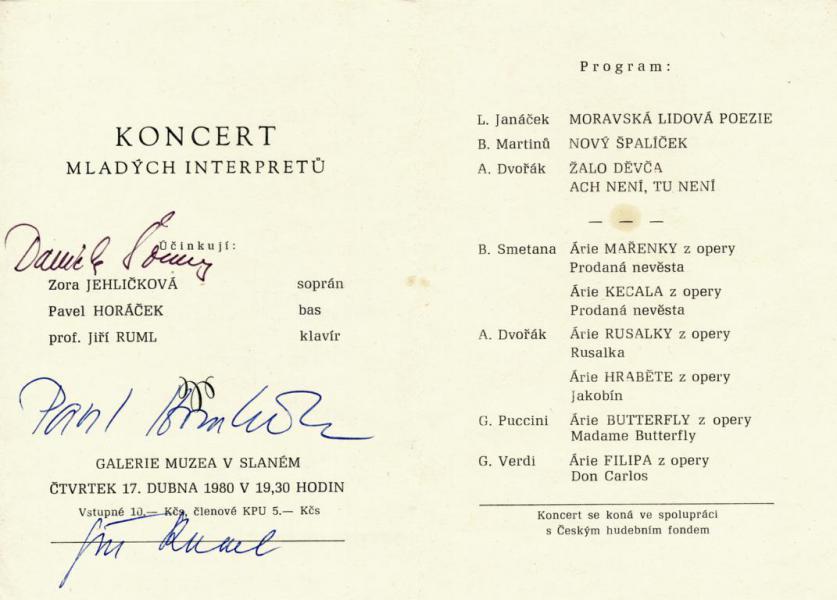 KONCERT
MLADÝCH INTERPRETŮ
Účinkují:
Zora JEHLIČKOVÁ soprán
Pavel HORÁČEK bas
prof. Jiří RUML klavír
Pavel Horáček
GALERIE MUZEA V SLANÉM
ČTVRTEK 17. DUBNA 1980 V 19,30 HODIN
Vstupné 10,— Kčs, členové KPU 5.— Kčs
Jiří Ruml
Program:
L. Janáček MORAVSKÁ LIDOVÁ POEZIE
B. Martinů NOVÝ ŠPALÍČEK
A. Dvořák ŽALO DĚVČA
ACH NENÍ, TU NENÍ
— — —
B. Smetana Árie MAŘENKY z opery
Prodaná nevěsta
Árie KECALA z opery
Prodaná nevěsta
A. Dvořák Árie RUSALKY z opery
Rusalka
Árie HRABĚTE z opery
Jakobín
G. Puccini Árie BUTTERFLY z opery
Madame Butterfly
G. Verdi Árie FILIPA z opery
Don Carlos
Koncert se koná ve spolupráci
s Českým hudebním fondem